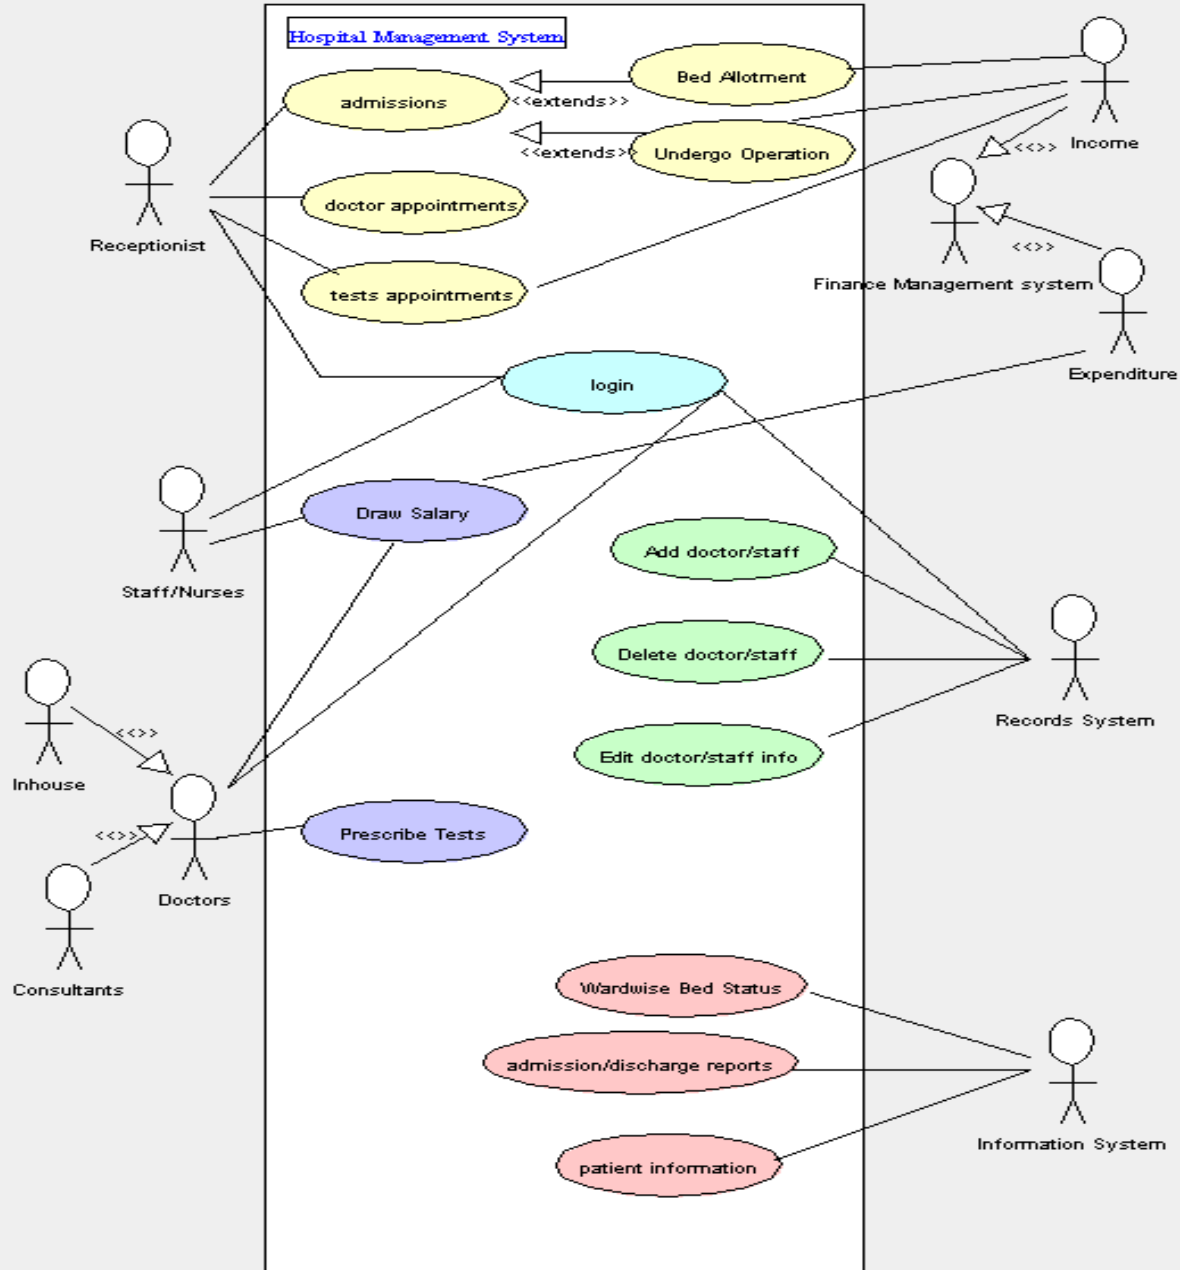 Hospital Management System
Bed Allotment
admissions
<<extends>>
Income
<<extends>
Undergo Operation
<<>>
doctor appointments
Receptionist
<<>>
tests appointments
Finance Management system
login
Expenditure
Draw Salary
Add doctor/staff
Staff/Nurses
Delete doctor/staff
Records System
<<>>
Edit doctor/staff info
Inhouse
<<>>
Prescribe Tests
Doctors
Consultants
Wardwise Bed Status
admission/discharge reports
Information System
patient information